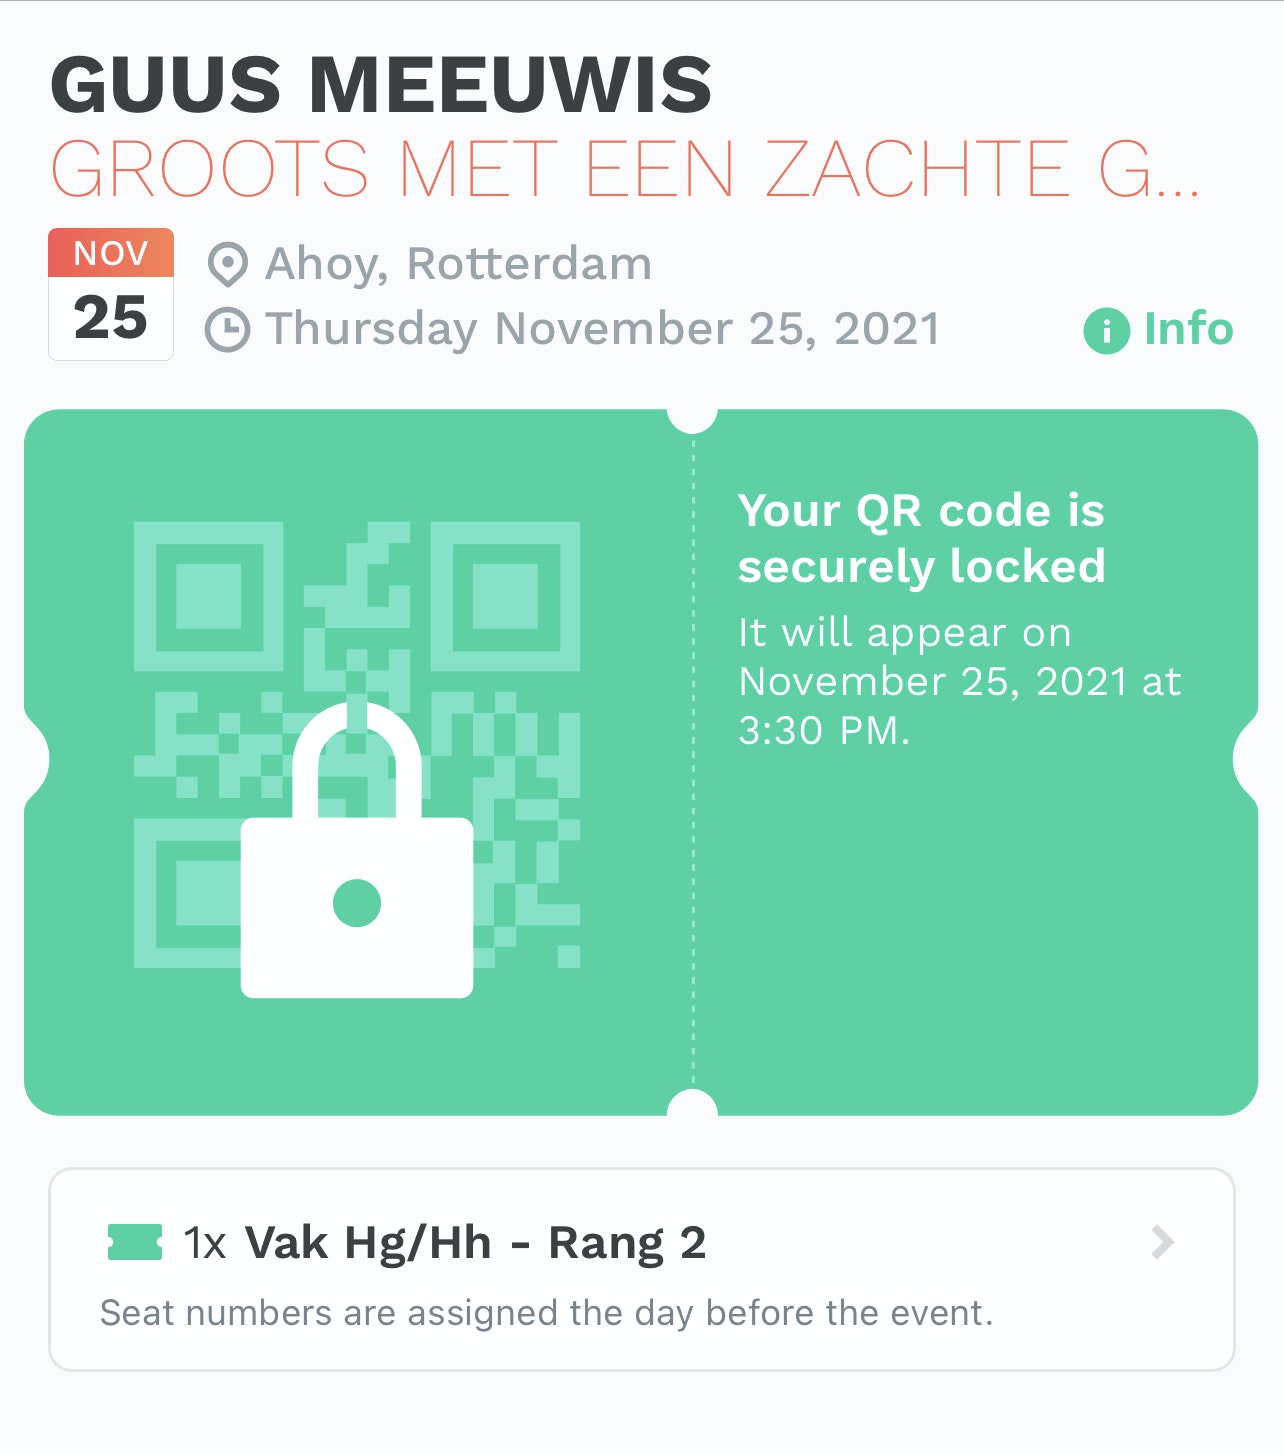 GUUS MEEUWIS
GROOTS MET EEN ZACHTE G...
NOV
25
Ahoy, Rotterdam
Thursday November 25, 2021
Info
Your QR code is
securely locked
It will appear on
November 25, 2021 at
3:30 PM.
1x Vak Hg/Hh - Rang 2
Seat numbers are assigned the day before the event.